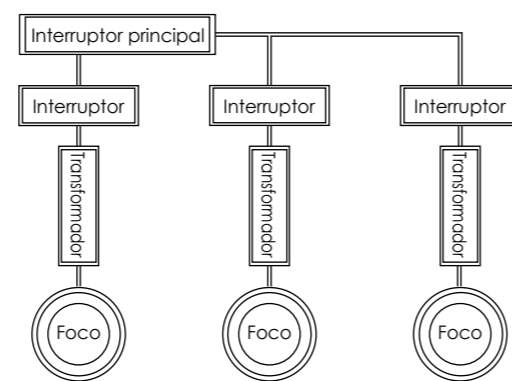 Interruptor principal
Interruptor
Interruptor
Interruptor
Transformador
Transformador
Transformador
Foco
Foco
Foco